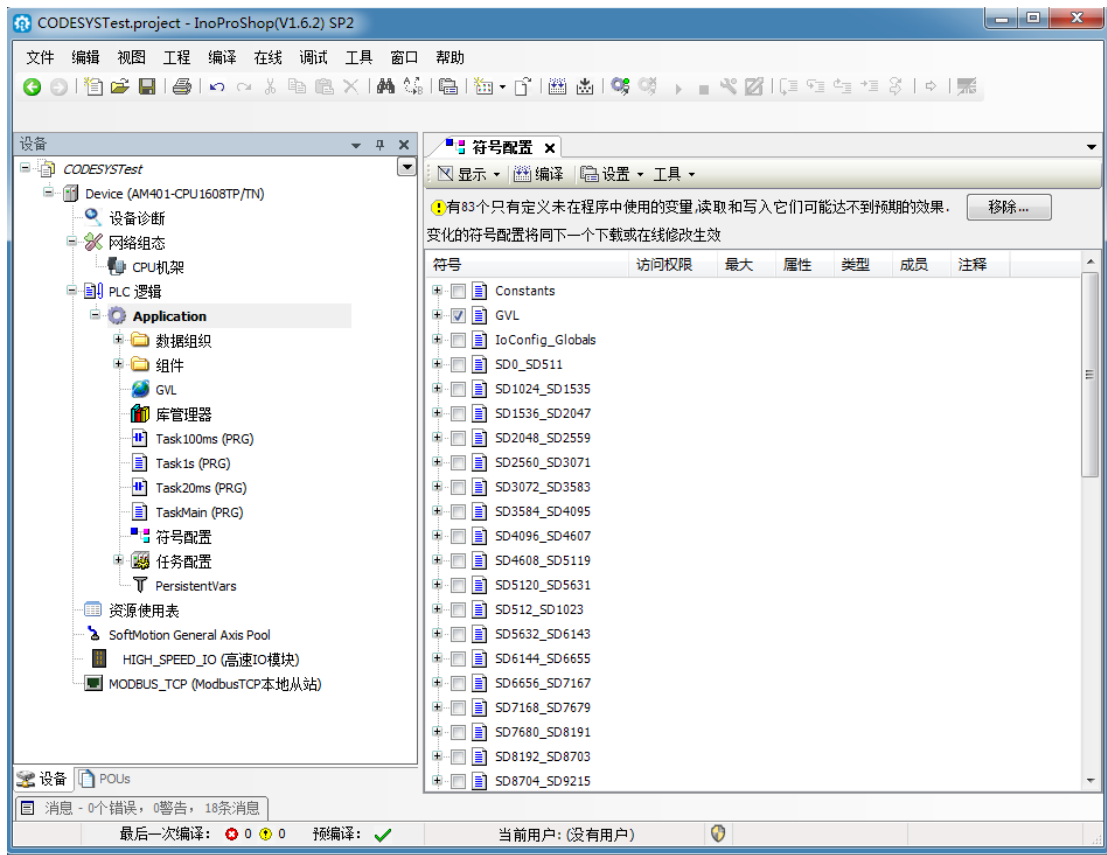 CODESYSTest.project - InoProShop(V1.6.2) SP2
文件 编辑 视图 工程 编译 在线 调试 工具 窗口 帮助
设备
CODESYSTest
Device (AM401-CPU1608TP/TN)
设备诊断
网络组态
CPU机架
PLC 逻辑
Application
数据组织
组件
GVL
库管理器
Task100ms (PRG)
Task1s (PRG)
Task20ms (PRG)
TaskMain (PRG)
符号配置
任务配置
PersistentVars
资源使用表
SoftMotion General Axis Pool
HIGH_SPEED_IO (高速IO模块)
MODBUS_TCP (ModbusTCP本地从站)
设备 POUs
符号配置
显示 编译 设置 工具
有83个只有定义未在程序中使用的变量,读取和写入它们可能达不到预期的效果. 移除...
变化的符号配置将同下一个下载或在线修改生效
符号 访问权限 最大 属性 类型 成员 注释
Constants
GVL
IoConfig_Globals
SD0_SD511
SD1024_SD1535
SD1536_SD2047
SD2048_SD2559
SD2560_SD3071
SD3072_SD3583
SD3584_SD4095
SD4096_SD4607
SD4608_SD5119
SD5120_SD5631
SD512_SD1023
SD5632_SD6143
SD6144_SD6655
SD6656_SD7167
SD7168_SD7679
SD7680_SD8191
SD8192_SD8703
SD8704_SD9215
消息 - 0个错误, 0警告, 18条消息
最后一次编译: 0 0 预编译: 当前用户: (没有用户)